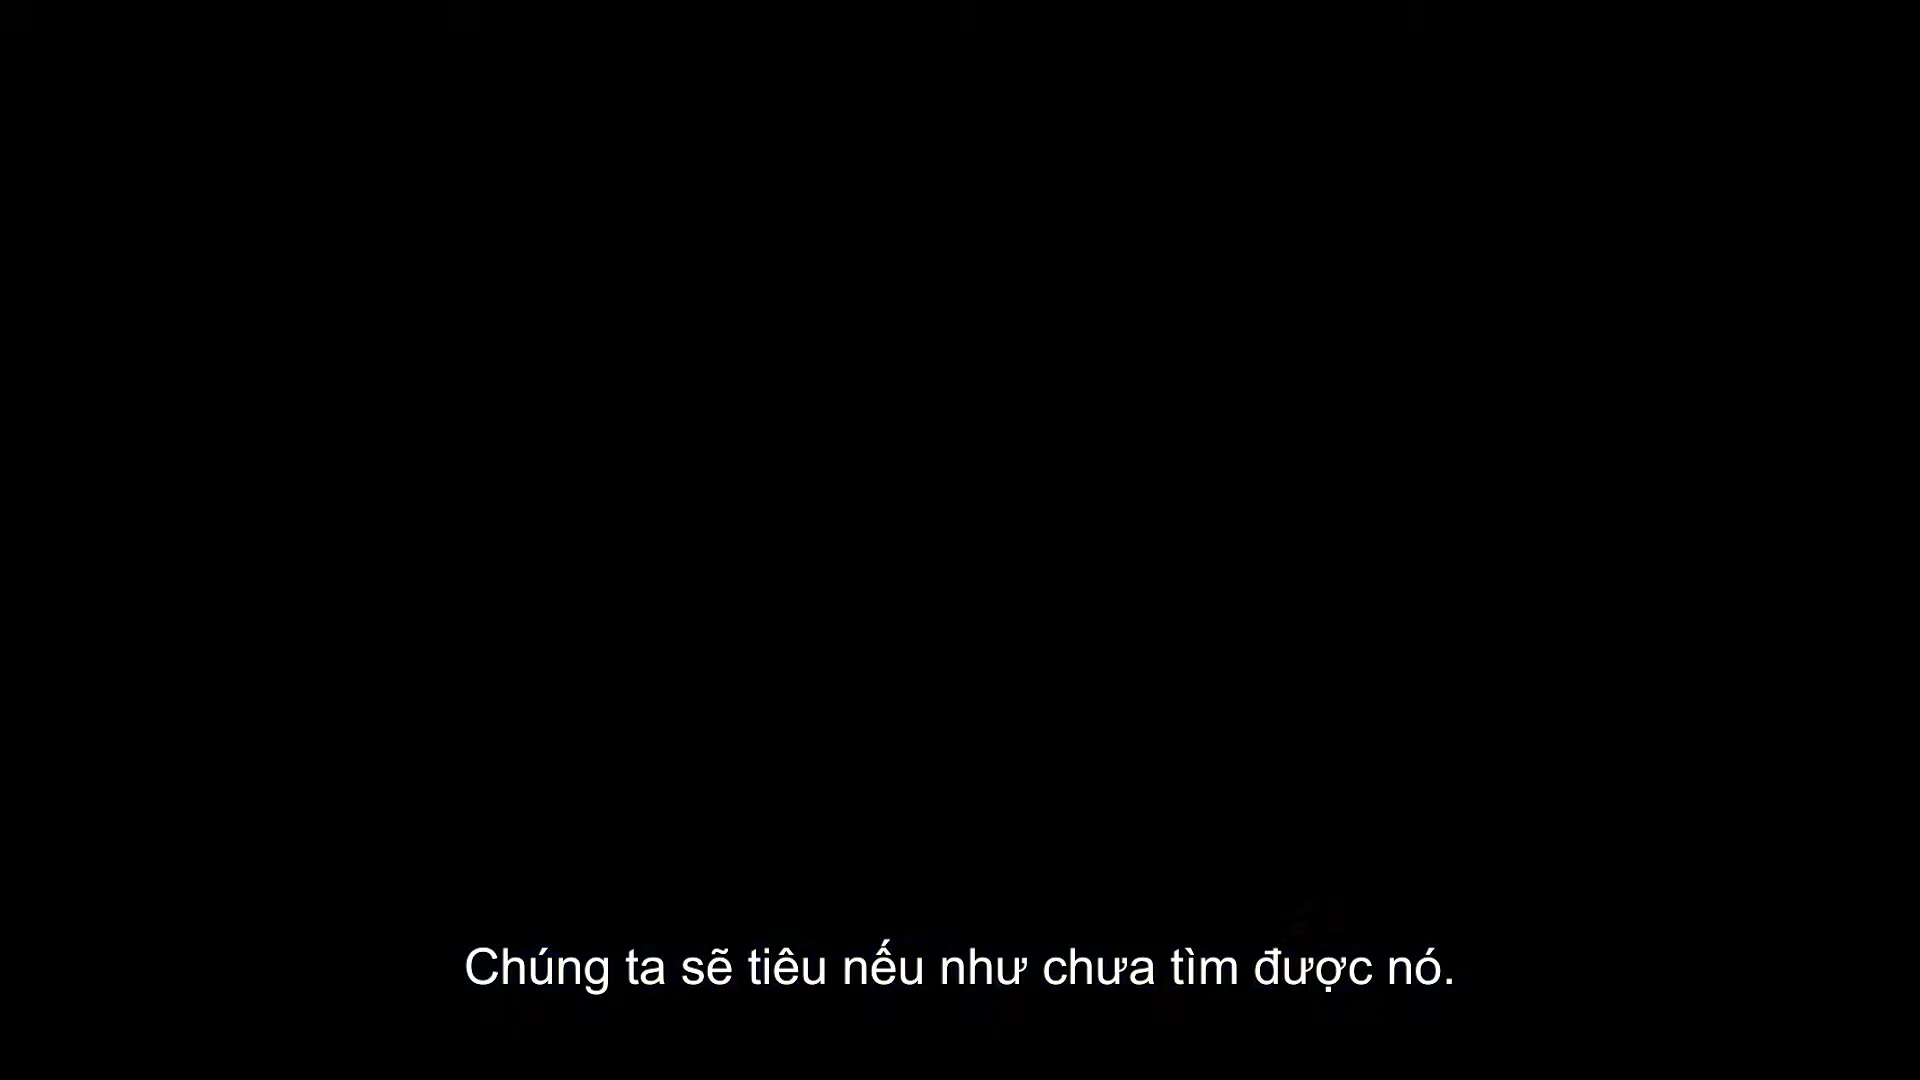 Chúng ta sẽ tiêu nếu như chưa tìm được nó.